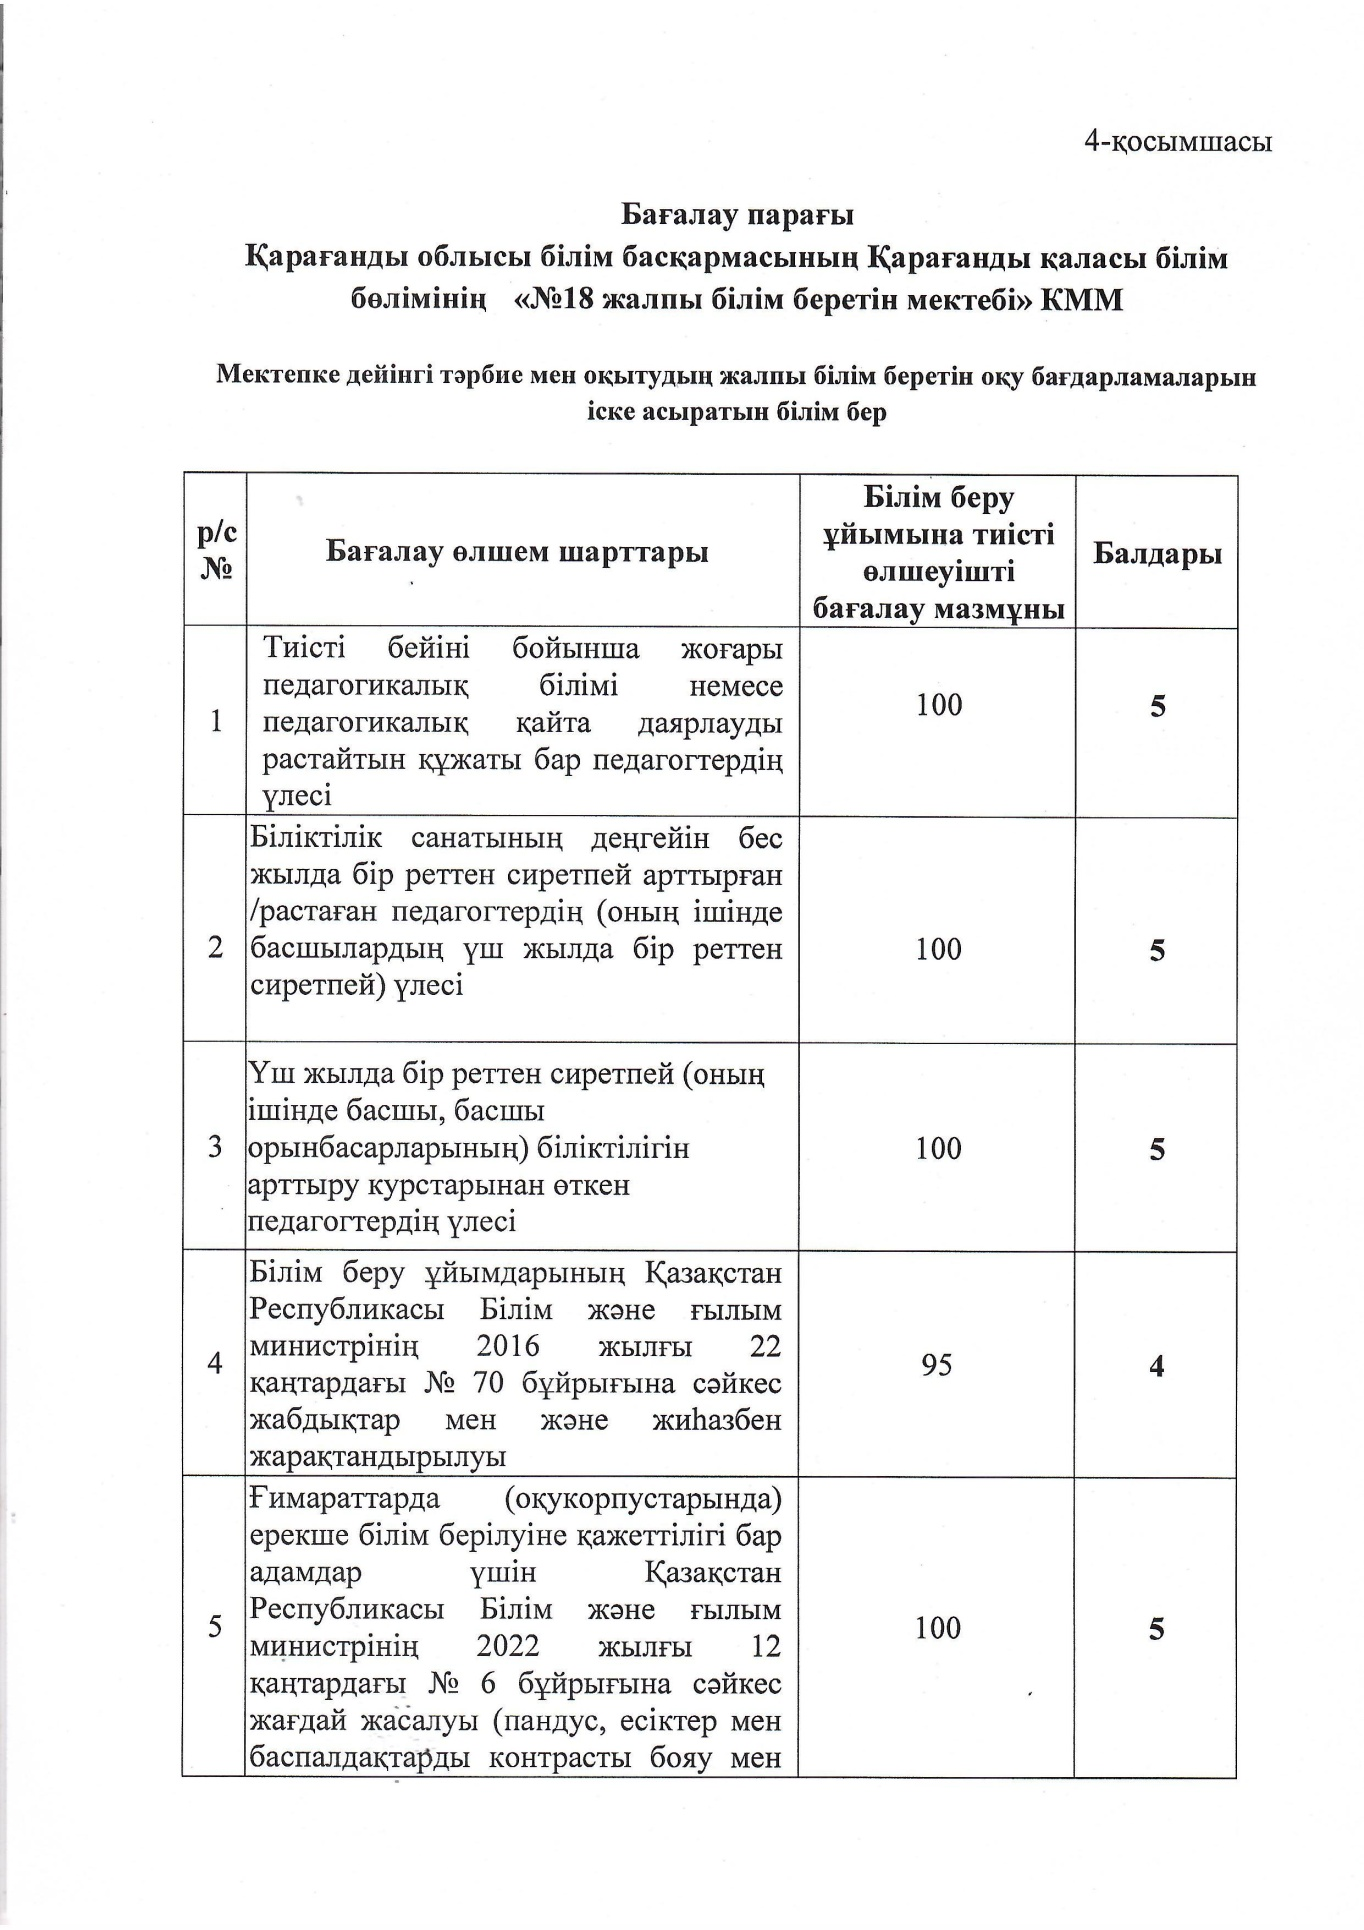 4-қосымшасы
Бағалау парағы
Қарағанды облысы білім басқармасының Қарағанды қаласы білім
бөлімінің «№18 жалпы білім беретін мектебі» КММ
Мектепке дейінгі тәрбие мен оқытудың жалпы білім беретін оқу бағдарламаларын
іске асыратын білім бер
р/с
№
Бағалау өлшем шарттары
Білім беру
ұйымына тиісті
өлшеуішті
бағалау мазмұны
Балдары
1
Тиісті бейіні бойынша жоғары
педагогикалық білімі немесе
педагогикалық қайта даярлауды
растайтын құжаты бар педагогтердің
үлесі
100
5
2
Біліктілік санатының деңгейін бес
жылда бір реттен сиретпей арттырған
/растаған педагогтердің (оның ішінде
басшылардың үш жылда бір реттен
сиретпей) үлесі
100
5
3
Үш жылда бір реттен сиретпей (оның
ішінде басшы, басшы
орынбасарларының) біліктілігін
арттыру курстарынан өткен
педагогтердің үлесі
100
5
4
Білім беру ұйымдарының Қазақстан
Республикасы Білім және ғылым
министрінің 2016 жылғы 22
қаңтардағы № 70 бұйрығына сәйкес
жабдықтар мен және жиһазбен
жарақтандырылуы
95
4
5
Ғимараттарда (оқукорпустарында)
ерекше білім берілуіне қажеттілігі бар
адамдар үшін Қазақстан
Республикасы Білім және ғылым
министрінің 2022 жылғы 12
қаңтардағы № 6 бұйрығына сәйкес
жағдай жасалуы (пандус, есіктер мен
баспалдақтарды контрасты бояу мен
100
5